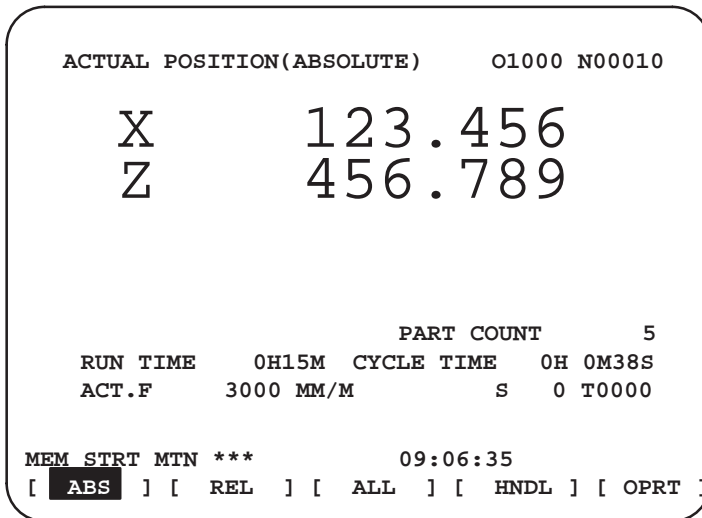 ACTUAL POSITION(ABSOLUTE) O1000 N00010
X 123.456
Z 456.789
PART COUNT 5
RUN TIME 0H15M CYCLE TIME 0H 0M38S
ACT.F 3000 MM/M S 0 T0000
MEM STRT MTN *** 09:06:35
[ ABS ] [ REL ] [ ALL ] [ HNDL ] [ OPRT ]